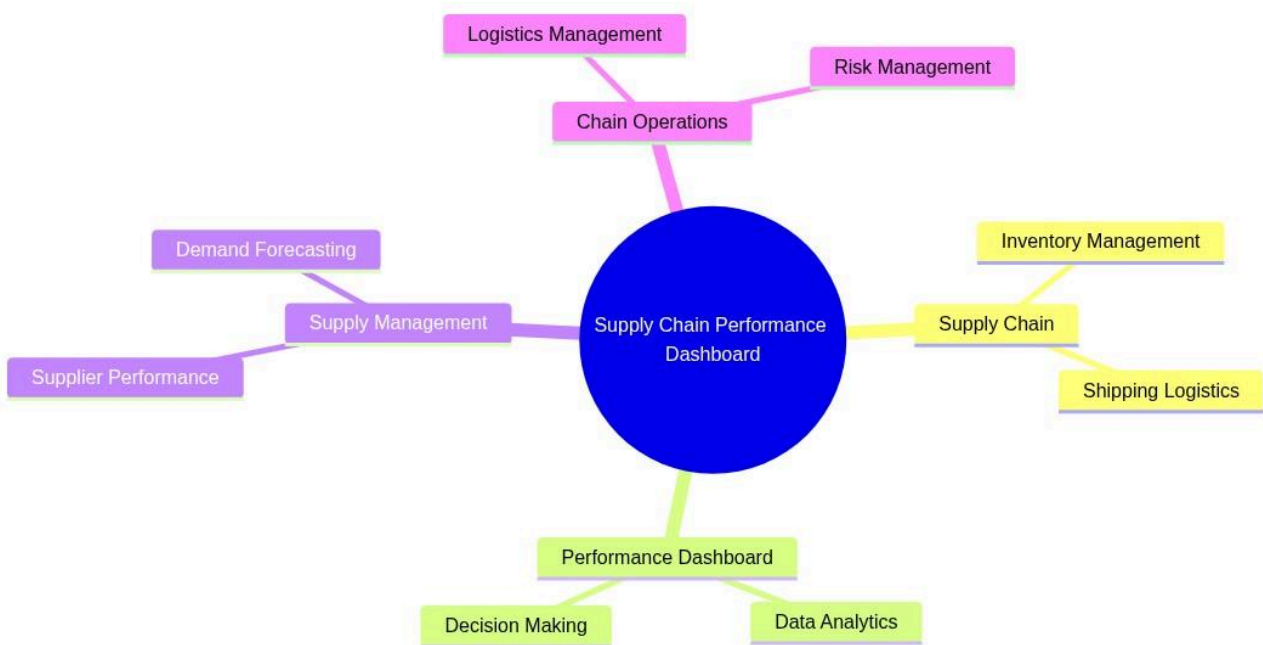 Logistics Management
Risk Management
Chain Operations
Demand Forecasting
Inventory Management
Supply Management
Supply Chain Performance
Dashboard
Supply Chain
Supplier Performance
Shipping Logistics
Performance Dashboard
Decision Making
Data Analytics